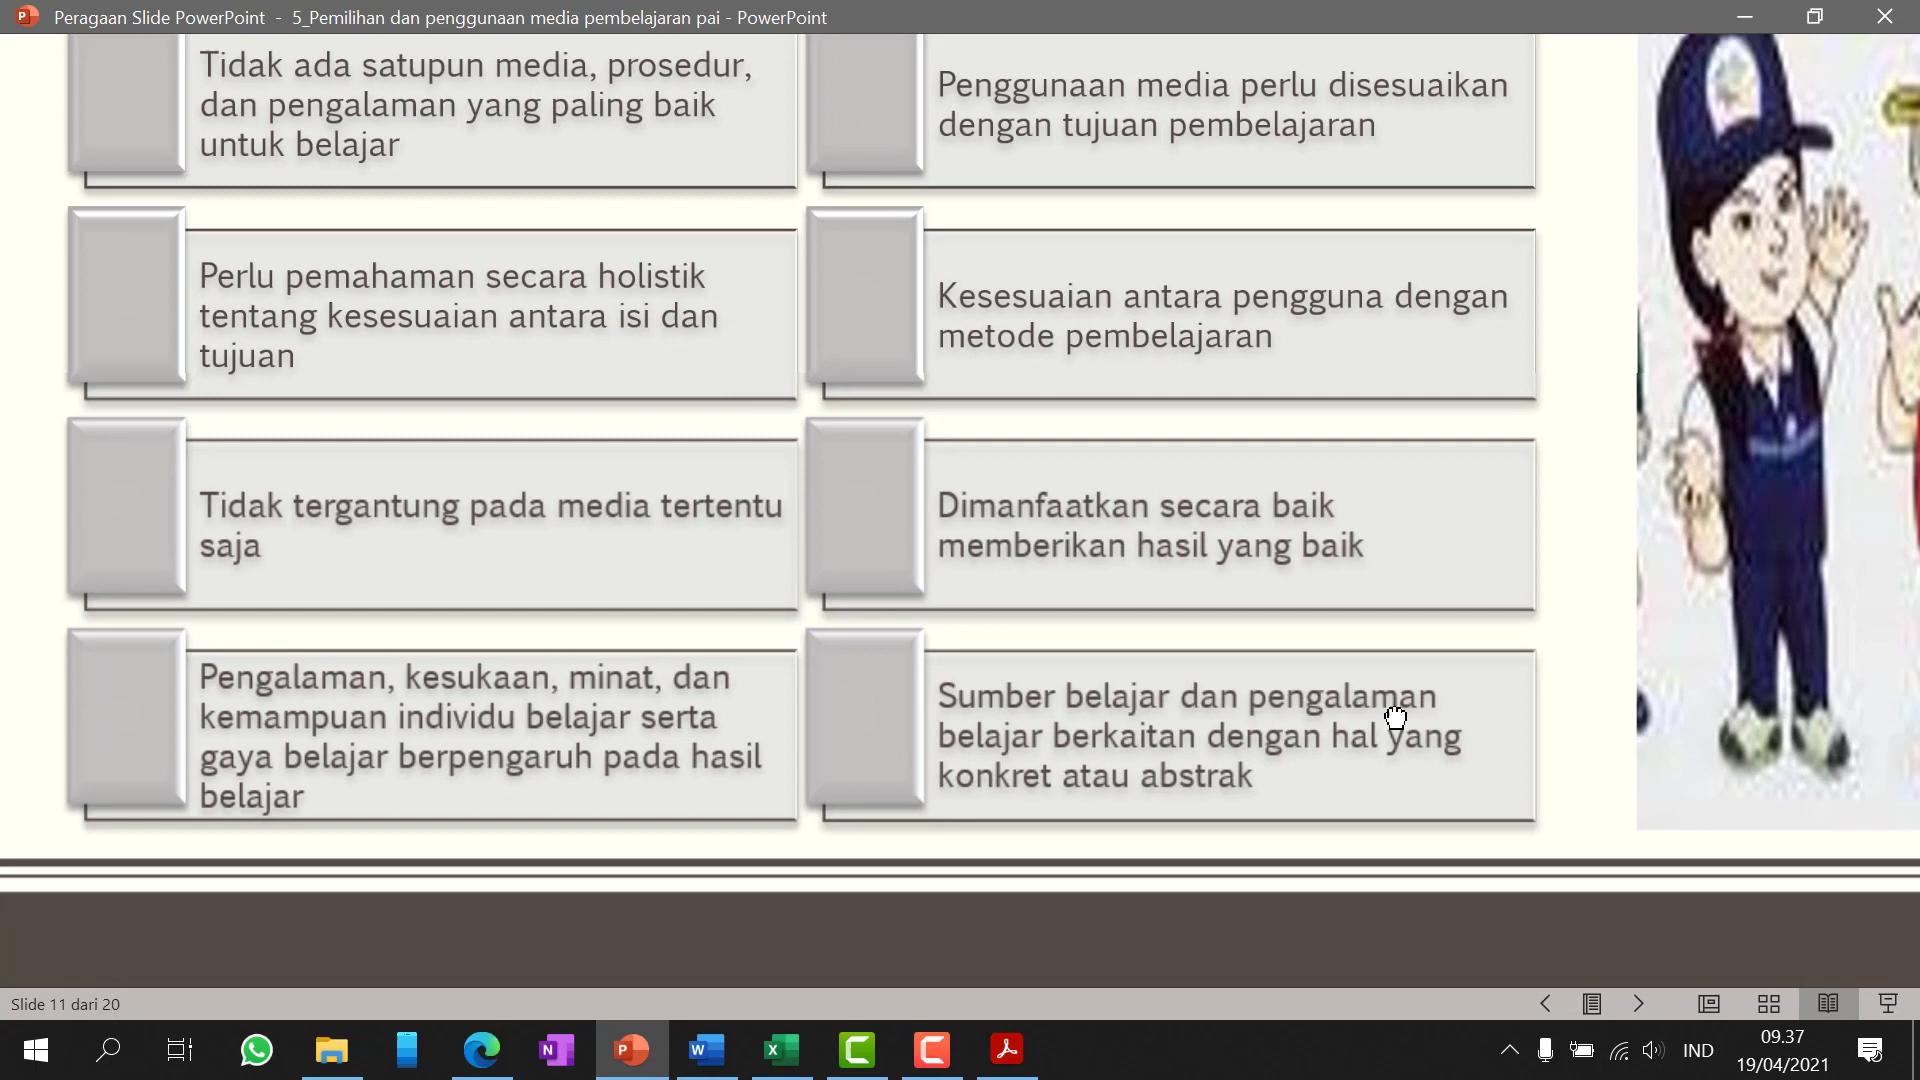 Peragaan Slide PowerPoint - 5_Pemilihan dan penggunaan media pembelajaran pai - PowerPoint
Tidak ada satupun media, prosedur,
dan pengalaman yang paling baik
untuk belajar
Penggunaan media perlu disesuaikan
dengan tujuan pembelajaran
Perlu pemahaman secara holistik
tentang kesesuaian antara isi dan
tujuan
Kesesuaian antara pengguna dengan
metode pembelajaran
Tidak tergantung pada media tertentu
saja
Dimanfaatkan secara baik
memberikan hasil yang baik
Pengalaman, kesukaan, minat, dan
kemampuan individu belajar serta
gaya belajar berpengaruh pada hasil
belajar
Sumber belajar dan pengalaman
belajar berkaitan dengan hal yang
konkret atau abstrak
Slide 11 dari 20
IND
09.37
19/04/2021